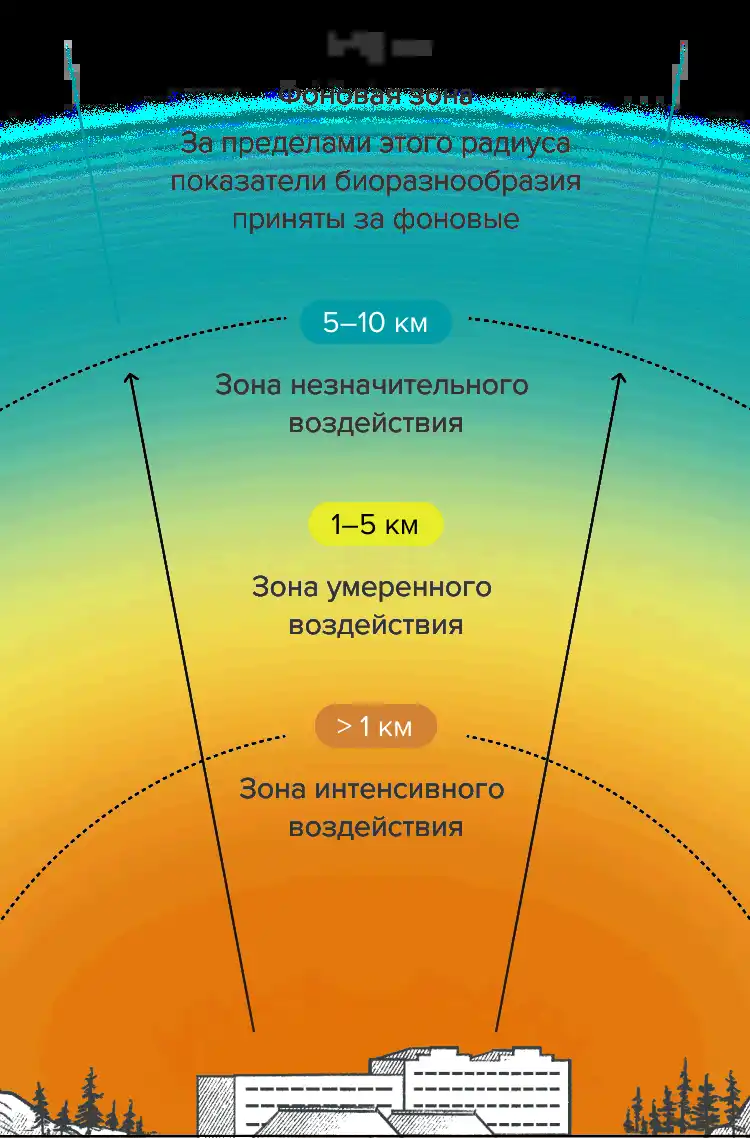 Фоновая зона
За пределами этого радиуса
показатели биоразнообразия
приняты за фоновые
5–10 км
Зона незначительного
воздействия
1–5 км
Зона умеренного
воздействия
> 1 км
Зона интенсивного
воздействия